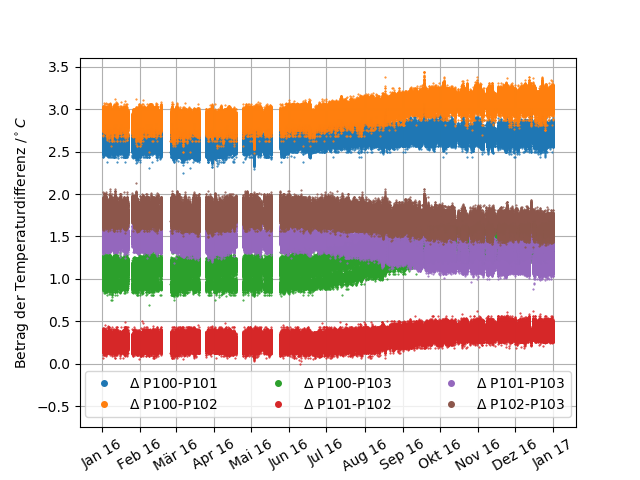 3.5
3.0
2.5
2.0
1.5
1.0
0.5
0.0
−0.5
Betrag der Temperaturdifferenz /°C
Δ P100-P101 Δ P100-P103 Δ P101-P103
Δ P100-P102 Δ P101-P102 Δ P102-P103
Jan 16 Feb 16 Mär 16 Apr 16 Mai 16 Jun 16 Jul 16 Aug 16 Sep 16 Okt 16 Nov 16 Dez 16 Jan 17